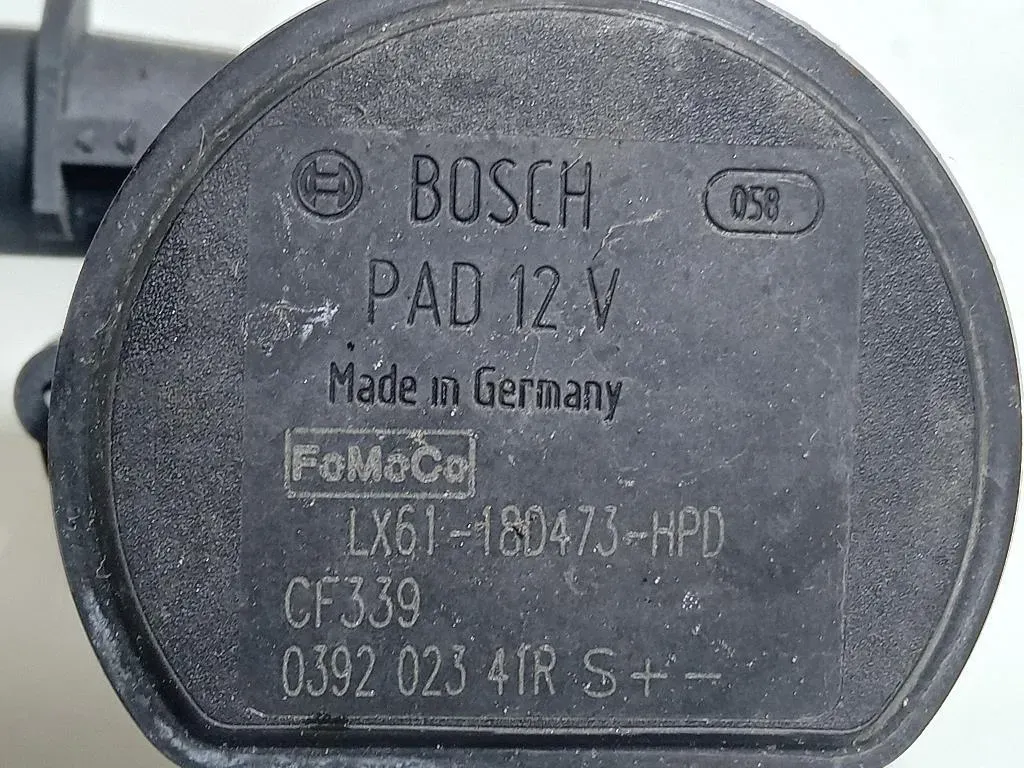 BOSCH 058
PAD 12 V
Made in Germany
FoMoCo
LX61-18D473-HPD
CF339
0392 023 41R S + -